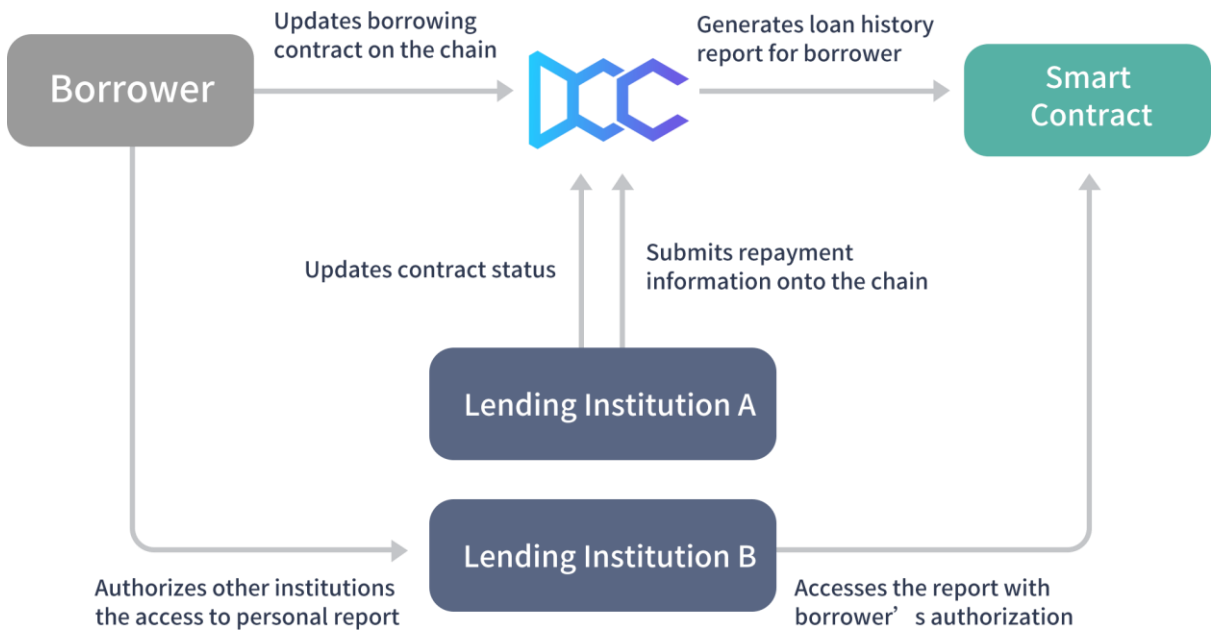 Updates borrowing
contract on the chain
Generates loan history
report for borrower
Borrower
DCC
Smart
Contract
Updates contract status
Submits repayment
information onto the chain
Lending Institution A
Lending Institution B
Authorizes other institutions
the access to personal report
Accesses the report with
borrower’ s authorization